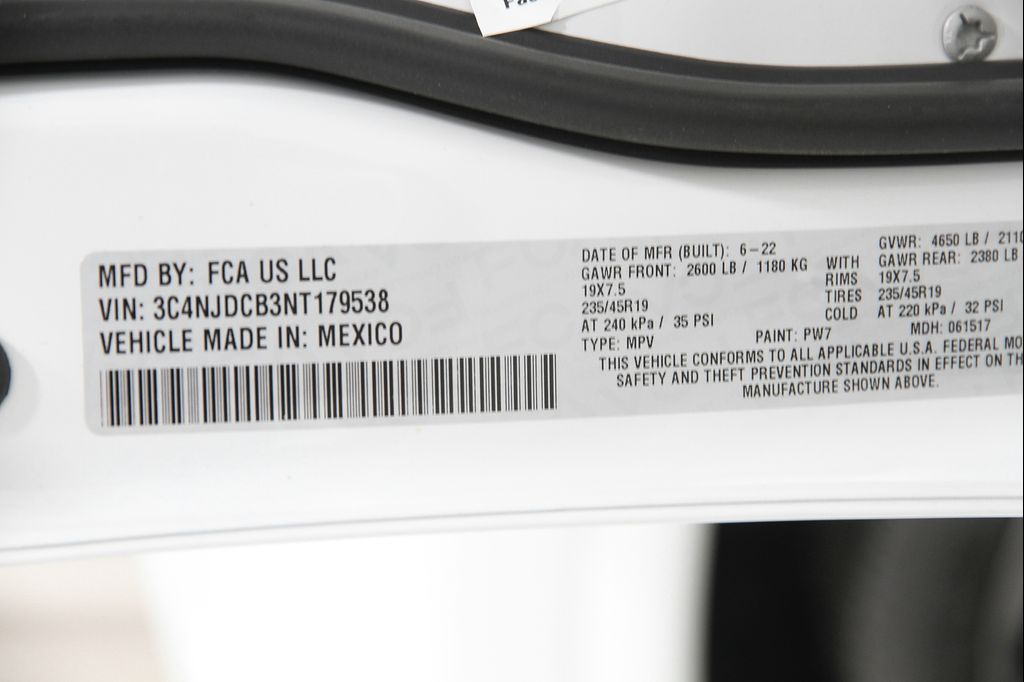 MFD BY: FCA US LLC
VIN: 3C4NJDCB3NT179538
VEHICLE MADE IN: MEXICO
DATE OF MFR (BUILT): 6-22
GVWR: 4650 LB / 2110
GAWR FRONT: 2600 LB / 1180 KG WITH GAWR REAR: 2380 LB
19X7.5 RIMS 19X7.5
235/45R19 TIRES 235/45R19
AT 240 kPa / 35 PSI COLD AT 220 kPa / 32 PSI
TYPE: MPV PAINT: PW7 MDH: 061517
THIS VEHICLE CONFORMS TO ALL APPLICABLE U.S.A. FEDERAL MO
SAFETY AND THEFT PREVENTION STANDARDS IN EFFECT ON TH
MANUFACTURE SHOWN ABOVE.